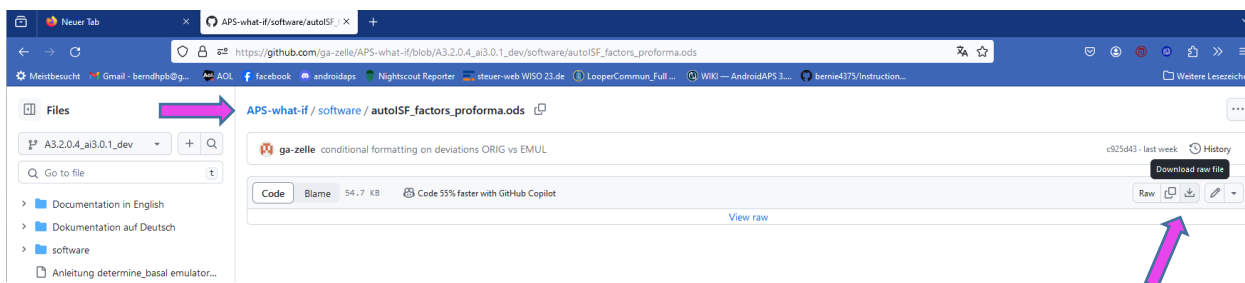 Neuer Tab
APS-what-if/software/autoISF_f
https://github.com/ga-zelle/APS-what-if/blob/A3.2.0.4_ai3.0.1_dev/software/autoISF_factors_proforma.ods
Meistbesucht Gmail - berndhpb@g... AOL facebook androidaps Nightscout Reporter steuer-web WISO 23.de LooperCommun_Full ... WIKI — AndroidAPS 3.... bernie4375/Instruction... Weitere Lesezeiche
Files
APS-what-if / software / autoISF_factors_proforma.ods
A3.2.0.4_ai3.0.1_dev
ga-zelle conditional formatting on deviations ORIG vs EMUL
c925d43 · last week History
Go to file t
Download raw file
Code Blame 54.7 KB Code 55% faster with GitHub Copilot Raw
Documentation in English
View raw
Dokumentation auf Deutsch
software
Anleitung determine_basal emulator...